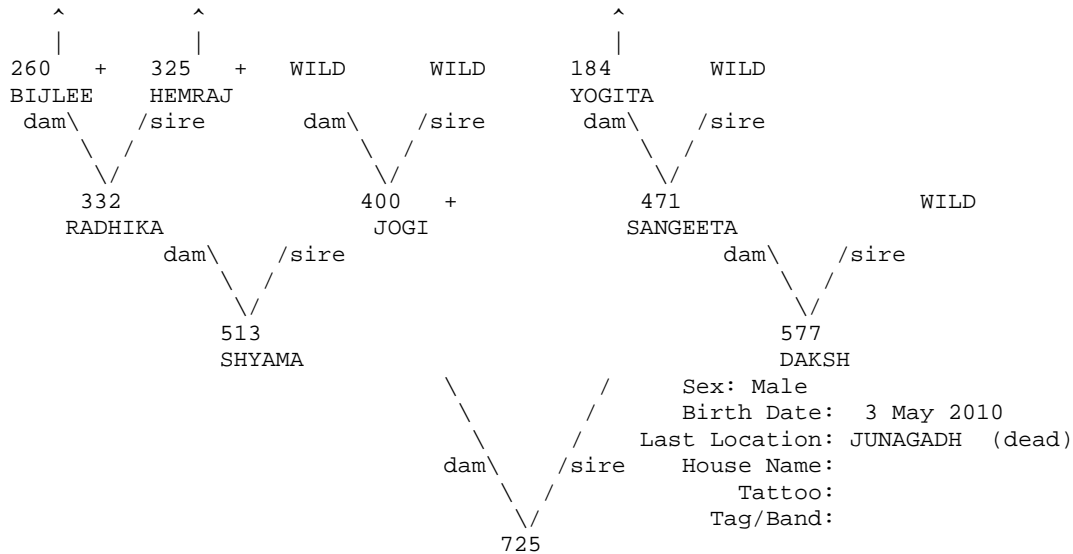 ^ ^ ^
| | |
260 + 325 + WILD WILD 184 WILD
BIJLEE HEMRAJ YOGITA
dam\ /sire dam\ /sire dam\ /sire
\ / \ / \ /
\/ \/ \/
332 400 + 471 WILD
RADHIKA JOGI SANGEETA
dam\ /sire dam\ /sire
\ / \ /
\/ \/
513 577
SHYAMA DAKSH
\ / Sex: Male
\ / Birth Date: 3 May 2010
\ / Last Location: JUNAGADH (dead)
dam\ /sire House Name:
\ / Tattoo:
\/ Tag/Band:
725